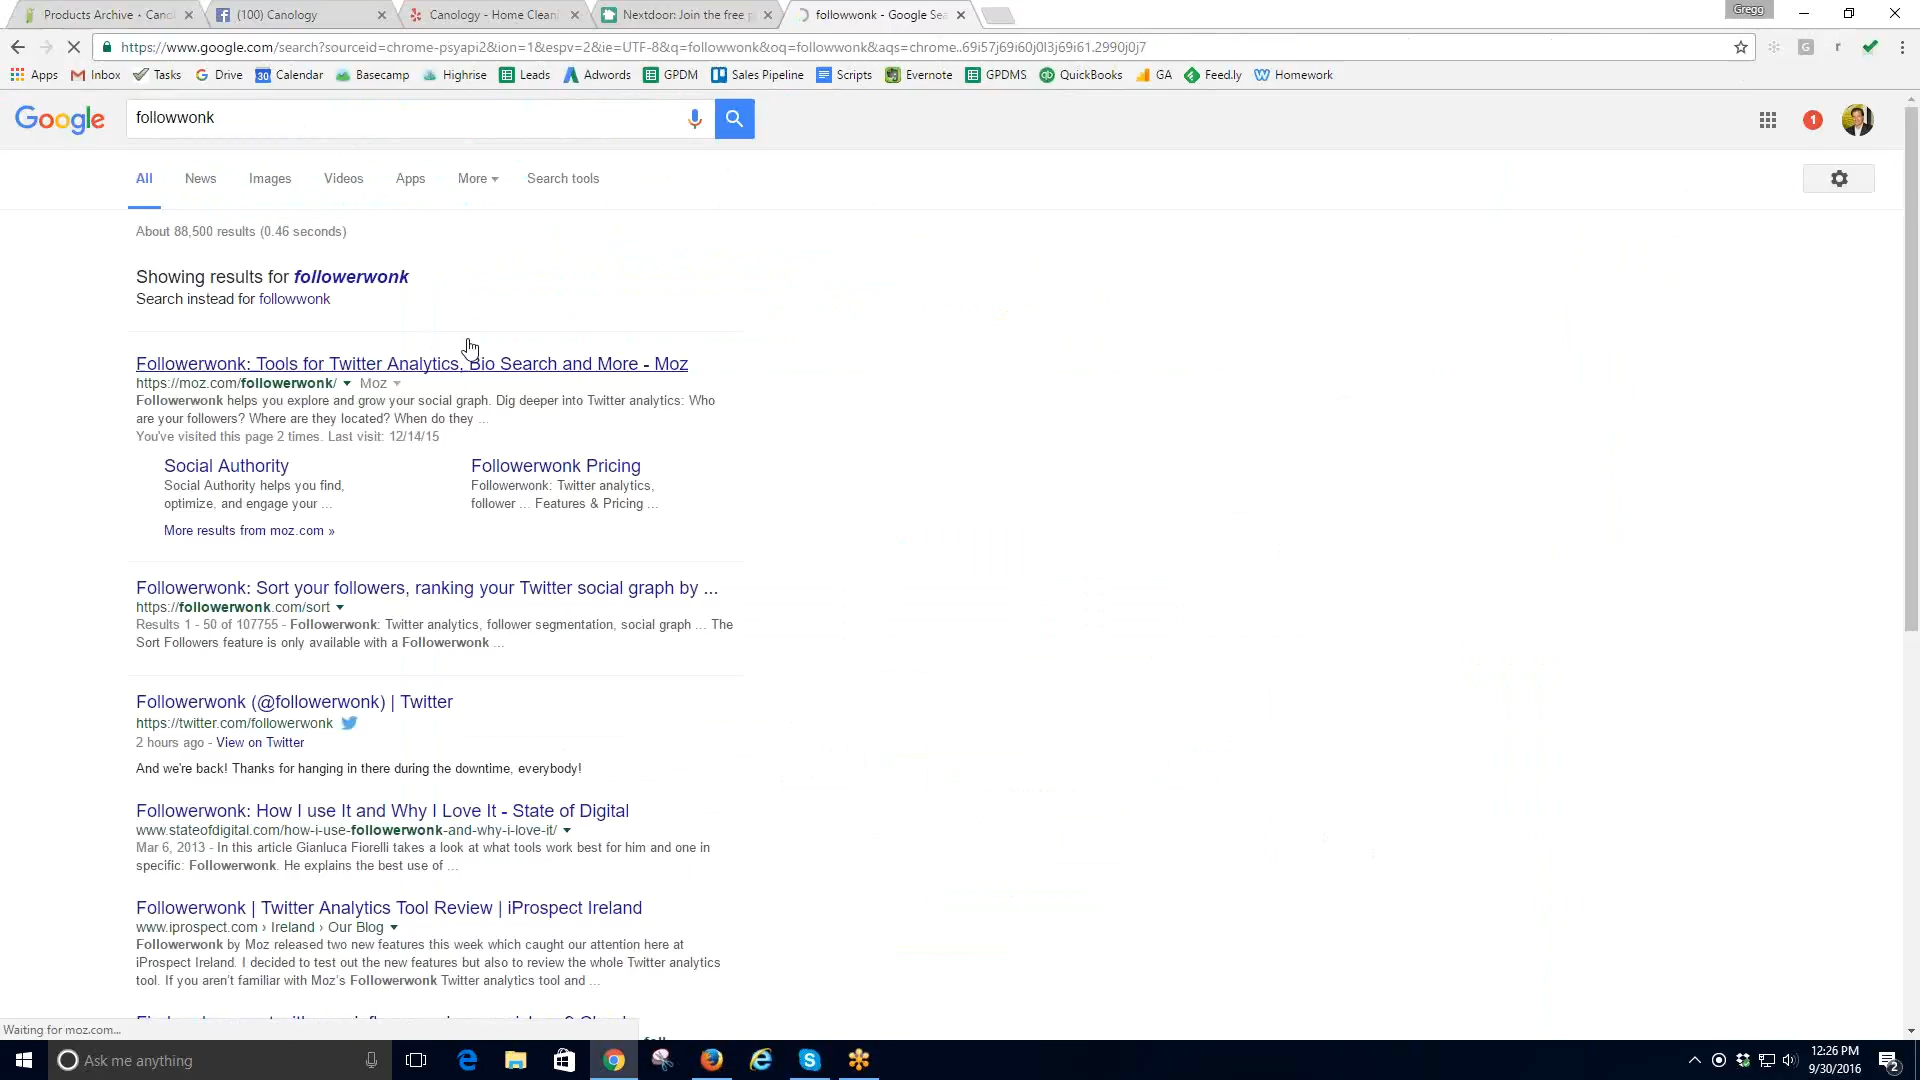 Products Archive - Canol
(100) Canology
Canology - Home Clean
Nextdoor: Join the free p
followwonk - Google Sea
Gregg
https://www.google.com/search?sourceid=chrome-psyapi2&ion=1&espv=2&ie=UTF-8&q=followwonk&oq=followwonk&aqs=chrome..69i57j69i60j0l3j69i61.2990j0j7
Apps Inbox Tasks Drive Calendar Basecamp Highrise Leads Adwords GPDM Sales Pipeline Scripts Evernote GPDMS QuickBooks GA Feed.ly Homework
Google
followwonk
1
All News Images Videos Apps More Search tools
About 88,500 results (0.46 seconds)
Showing results for followerwonk
Search instead for followwonk
Followerwonk: Tools for Twitter Analytics, Bio Search and More - Moz
https://moz.com/followerwonk/ Moz
Followerwonk helps you explore and grow your social graph. Dig deeper into Twitter analytics: Who
are your followers? Where are they located? When do they ...
You've visited this page 2 times. Last visit: 12/14/15
Social Authority
Social Authority helps you find,
optimize, and engage your ...
Followerwonk Pricing
Followerwonk: Twitter analytics,
follower ... Features & Pricing ...
More results from moz.com »
Followerwonk: Sort your followers, ranking your Twitter social graph by ...
https://followerwonk.com/sort
Results 1 - 50 of 107755 - Followerwonk: Twitter analytics, follower segmentation, social graph ... The
Sort Followers feature is only available with a Followerwonk ...
Followerwonk (@followerwonk) | Twitter
https://twitter.com/followerwonk
2 hours ago - View on Twitter
And we're back! Thanks for hanging in there during the downtime, everybody!
Followerwonk: How I use It and Why I Love It - State of Digital
www.stateofdigital.com/how-i-use-followerwonk-and-why-i-love-it/
Mar 6, 2013 - In this article Gianluca Fiorelli takes a look at what tools work best for him and one in
specific: Followerwonk. He explains the best use of ...
Followerwonk | Twitter Analytics Tool Review | iProspect Ireland
www.iprospect.com › Ireland › Our Blog
Followerwonk by Moz released two new features this week which caught our attention here at
iProspect Ireland. I decided to test out the new features but also to review the whole Twitter analytics
tool. If you aren't familiar with Moz's Followerwonk Twitter analytics tool and ...
Waiting for moz.com...
Ask me anything
12:26 PM
9/30/2016
2